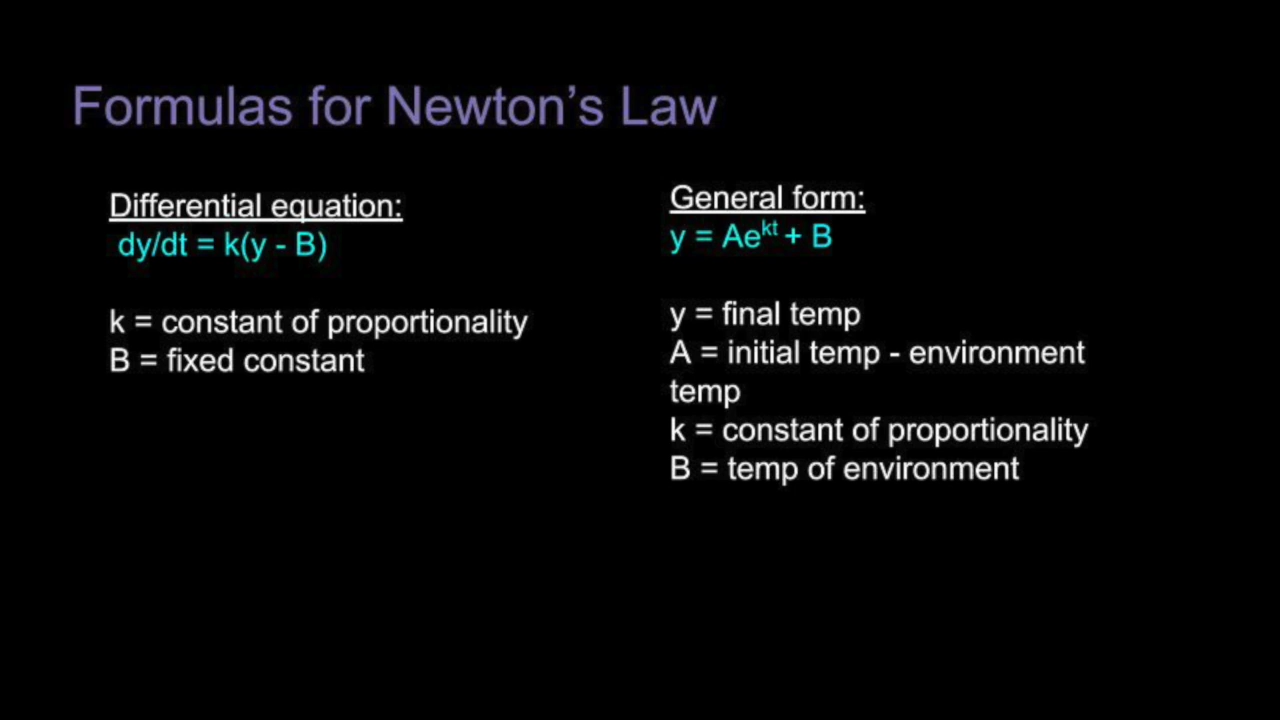 Formulas for Newton’s Law
Differential equation:
dy/dt = k(y - B)
k = constant of proportionality
B = fixed constant
General form:
y = Ae^kt + B
y = final temp
A = initial temp - environment
temp
k = constant of proportionality
B = temp of environment